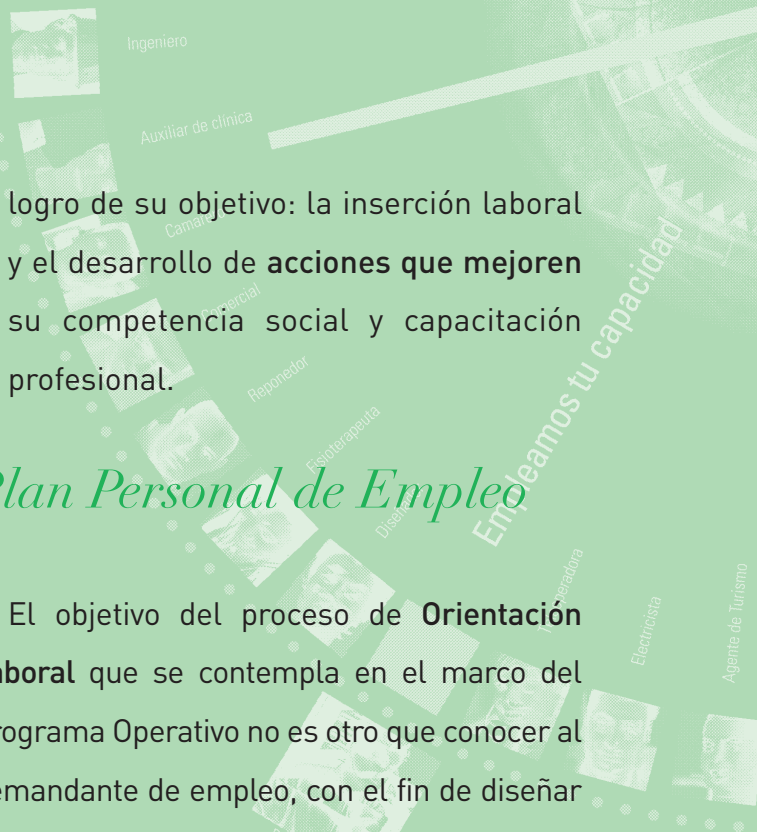 Ingeniero
Auxiliar de clínica
logro de su objetivo: la inserción laboral
y el desarrollo de acciones que mejoren
su competencia social y capacitación
profesional.
Comercial
Reponedor
Fisioterapeuta
Empleamos tu capacidad
lan Personal de Empleo
Electricista
Agente de Turismo
El objetivo del proceso de Orientación
boral que se contempla en el marco del
rograma Operativo no es otro que conocer al
emandante de empleo, con el fin de diseñar